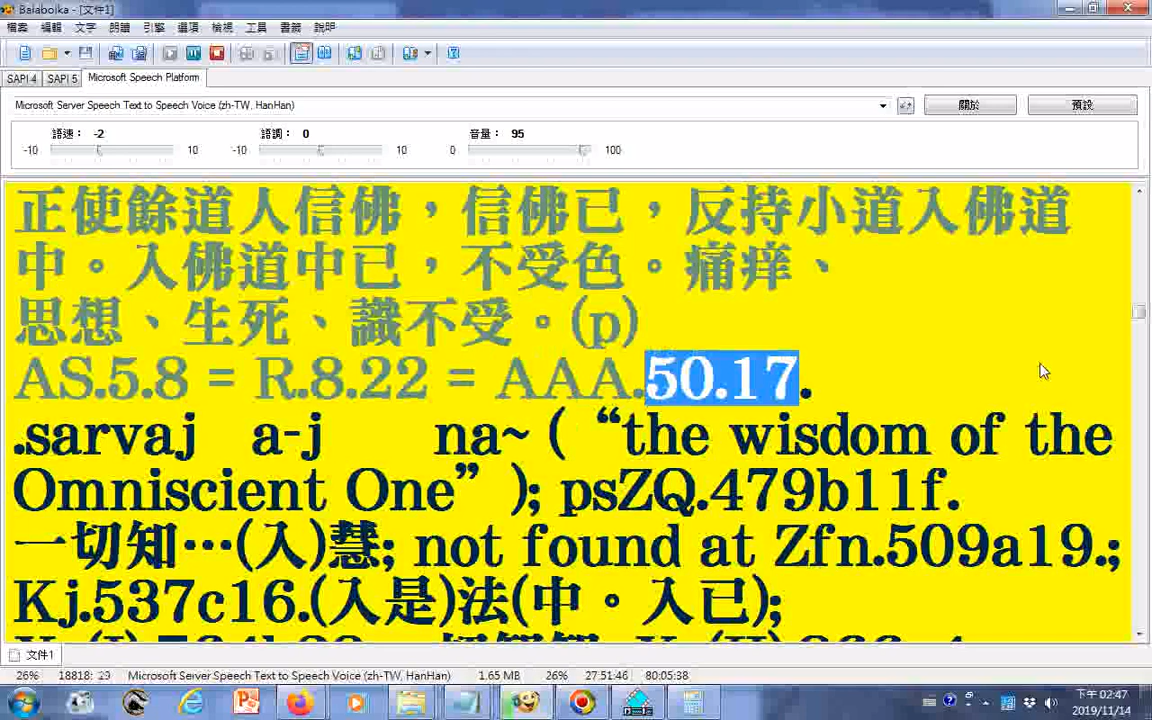 Balabolka - [文件1]
檔案 編輯 文字 朗讀 引擎 選項 檢視 工具 書籤 說明
SAPI 4 SAPI 5 Microsoft Speech Platform
Microsoft Server Speech Text to Speech Voice (zh-TW, HanHan) 關於 預設
語速： -2 語調： 0 音量： 95
-10 10 -10 10 0 100
正使餘道人信佛，信佛已，反持小道入佛道
中。入佛道中已，不受色。痛痒、
思想、生死、識不受。(p)
AS.5.8 = R.8.22 = AAA.50.17.
.sarvaj a-j na~ ( “the wisdom of the
Omniscient One” ); psZQ.479b11f.
一切知…(入)慧; not found at Zfn.509a19.;
Kj.537c16.(入是)法(中。入已);
文件1
26% 18818: 23 Microsoft Server Speech Text to Speech Voice (zh-TW, HanHan) 1.65 MB 26% 27:51:46 80:05:38
下午 02:47
2019/11/14